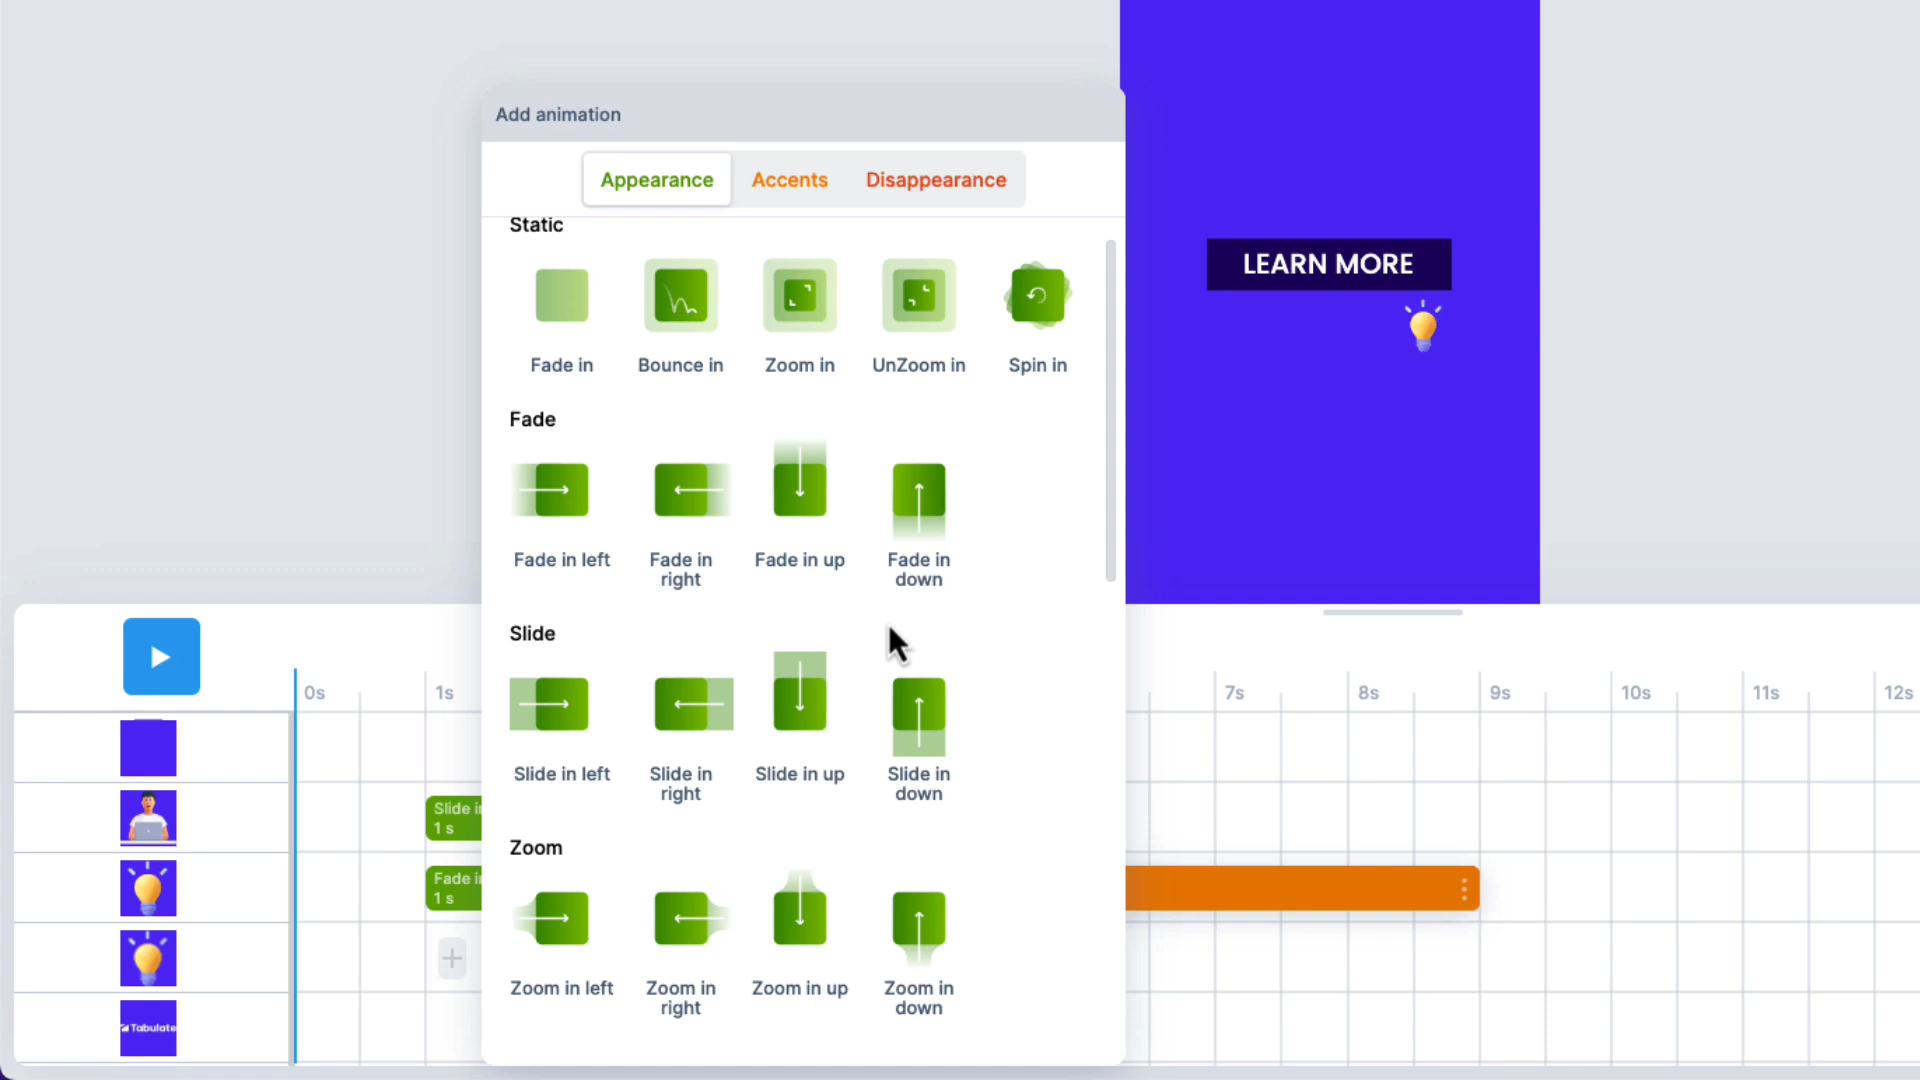 Add animation
Appearance
Accents
Disappearance
Static
Fade in
Bounce in
Zoom in
UnZoom in
Spin in
Fade
Fade in left
Fade in
right
Fade in up
Fade in
down
Slide
Slide in left
Slide in
right
Slide in up
Slide in
down
Zoom
Zoom in left
Zoom in
right
Zoom in up
Zoom in
down
LEARN MORE
0s
1s
7s
8s
9s
10s
11s
12s
Slide i
1 s
Fade i
1 s
Tabulate